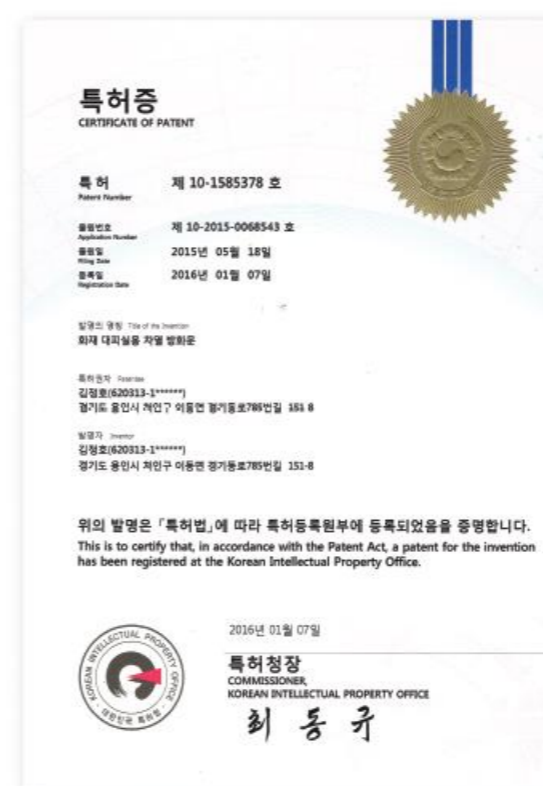 특허증
CERTIFICATE OF PATENT
특 허 제 10-1585378 호
Patent Number
출원번호 제 10-2015-0068543 호
Application Number
출원일 2015년 05월 18일
Filing Date
등록일 2016년 01월 07일
Registration Date
발명의 명칭 Title of the Invention
화재 대피실용 차열 방화문
특허권자 Patentee
김정호(620313-1******)
경기도 용인시 처인구 이동면 경기동로785번길 151-8
발명자 Inventor
김정호(620313-1******)
경기도 용인시 처인구 이동면 경기동로785번길 151-8
위의 발명은 「특허법」에 따라 특허등록원부에 등록되었음을 증명합니다.
This is to certify that, in accordance with the Patent Act, a patent for the invention
has been registered at the Korean Intellectual Property Office.
2016년 01월 07일
특허청장
COMMISSIONER,
KOREAN INTELLECTUAL PROPERTY OFFICE
최동규
KOREAN INTELLECTUAL PROPERTY OFFICE
대한민국 특허청